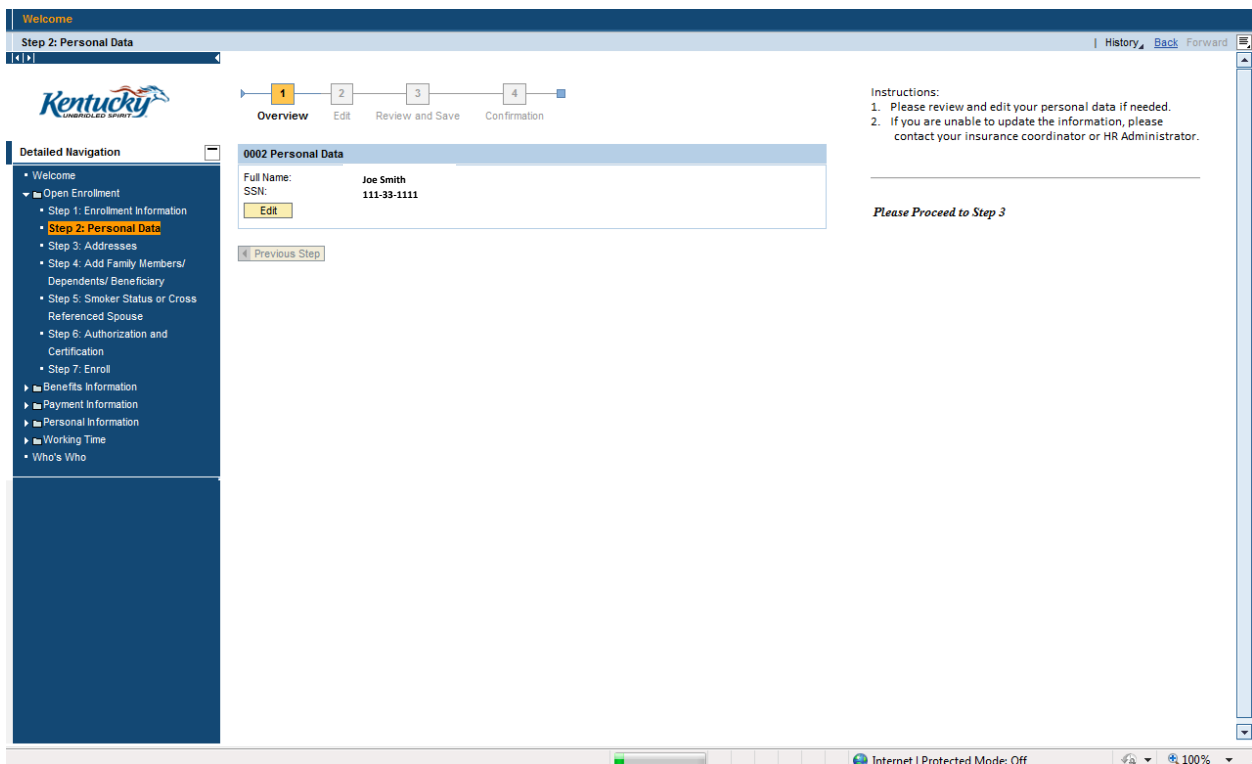 Welcome
Step 2: Personal Data
| History Back Forward
Kentucky
UNBRIDLED SPIRIT
Detailed Navigation
Welcome
Open Enrollment
Step 1: Enrollment Information
Step 2: Personal Data
Step 3: Addresses
Step 4: Add Family Members/
Dependents/ Beneficiary
Step 5: Smoker Status or Cross
Referenced Spouse
Step 6: Authorization and
Certification
Step 7: Enroll
Benefits Information
Payment Information
Personal Information
Working Time
Who's Who
1 2 3 4
Overview Edit Review and Save Confirmation
0002 Personal Data
Full Name: Joe Smith
SSN: 111-33-1111
Edit
Previous Step
Instructions:
1. Please review and edit your personal data if needed.
2. If you are unable to update the information, please
contact your insurance coordinator or HR Administrator.
Please Proceed to Step 3
Internet | Protected Mode: Off 100%